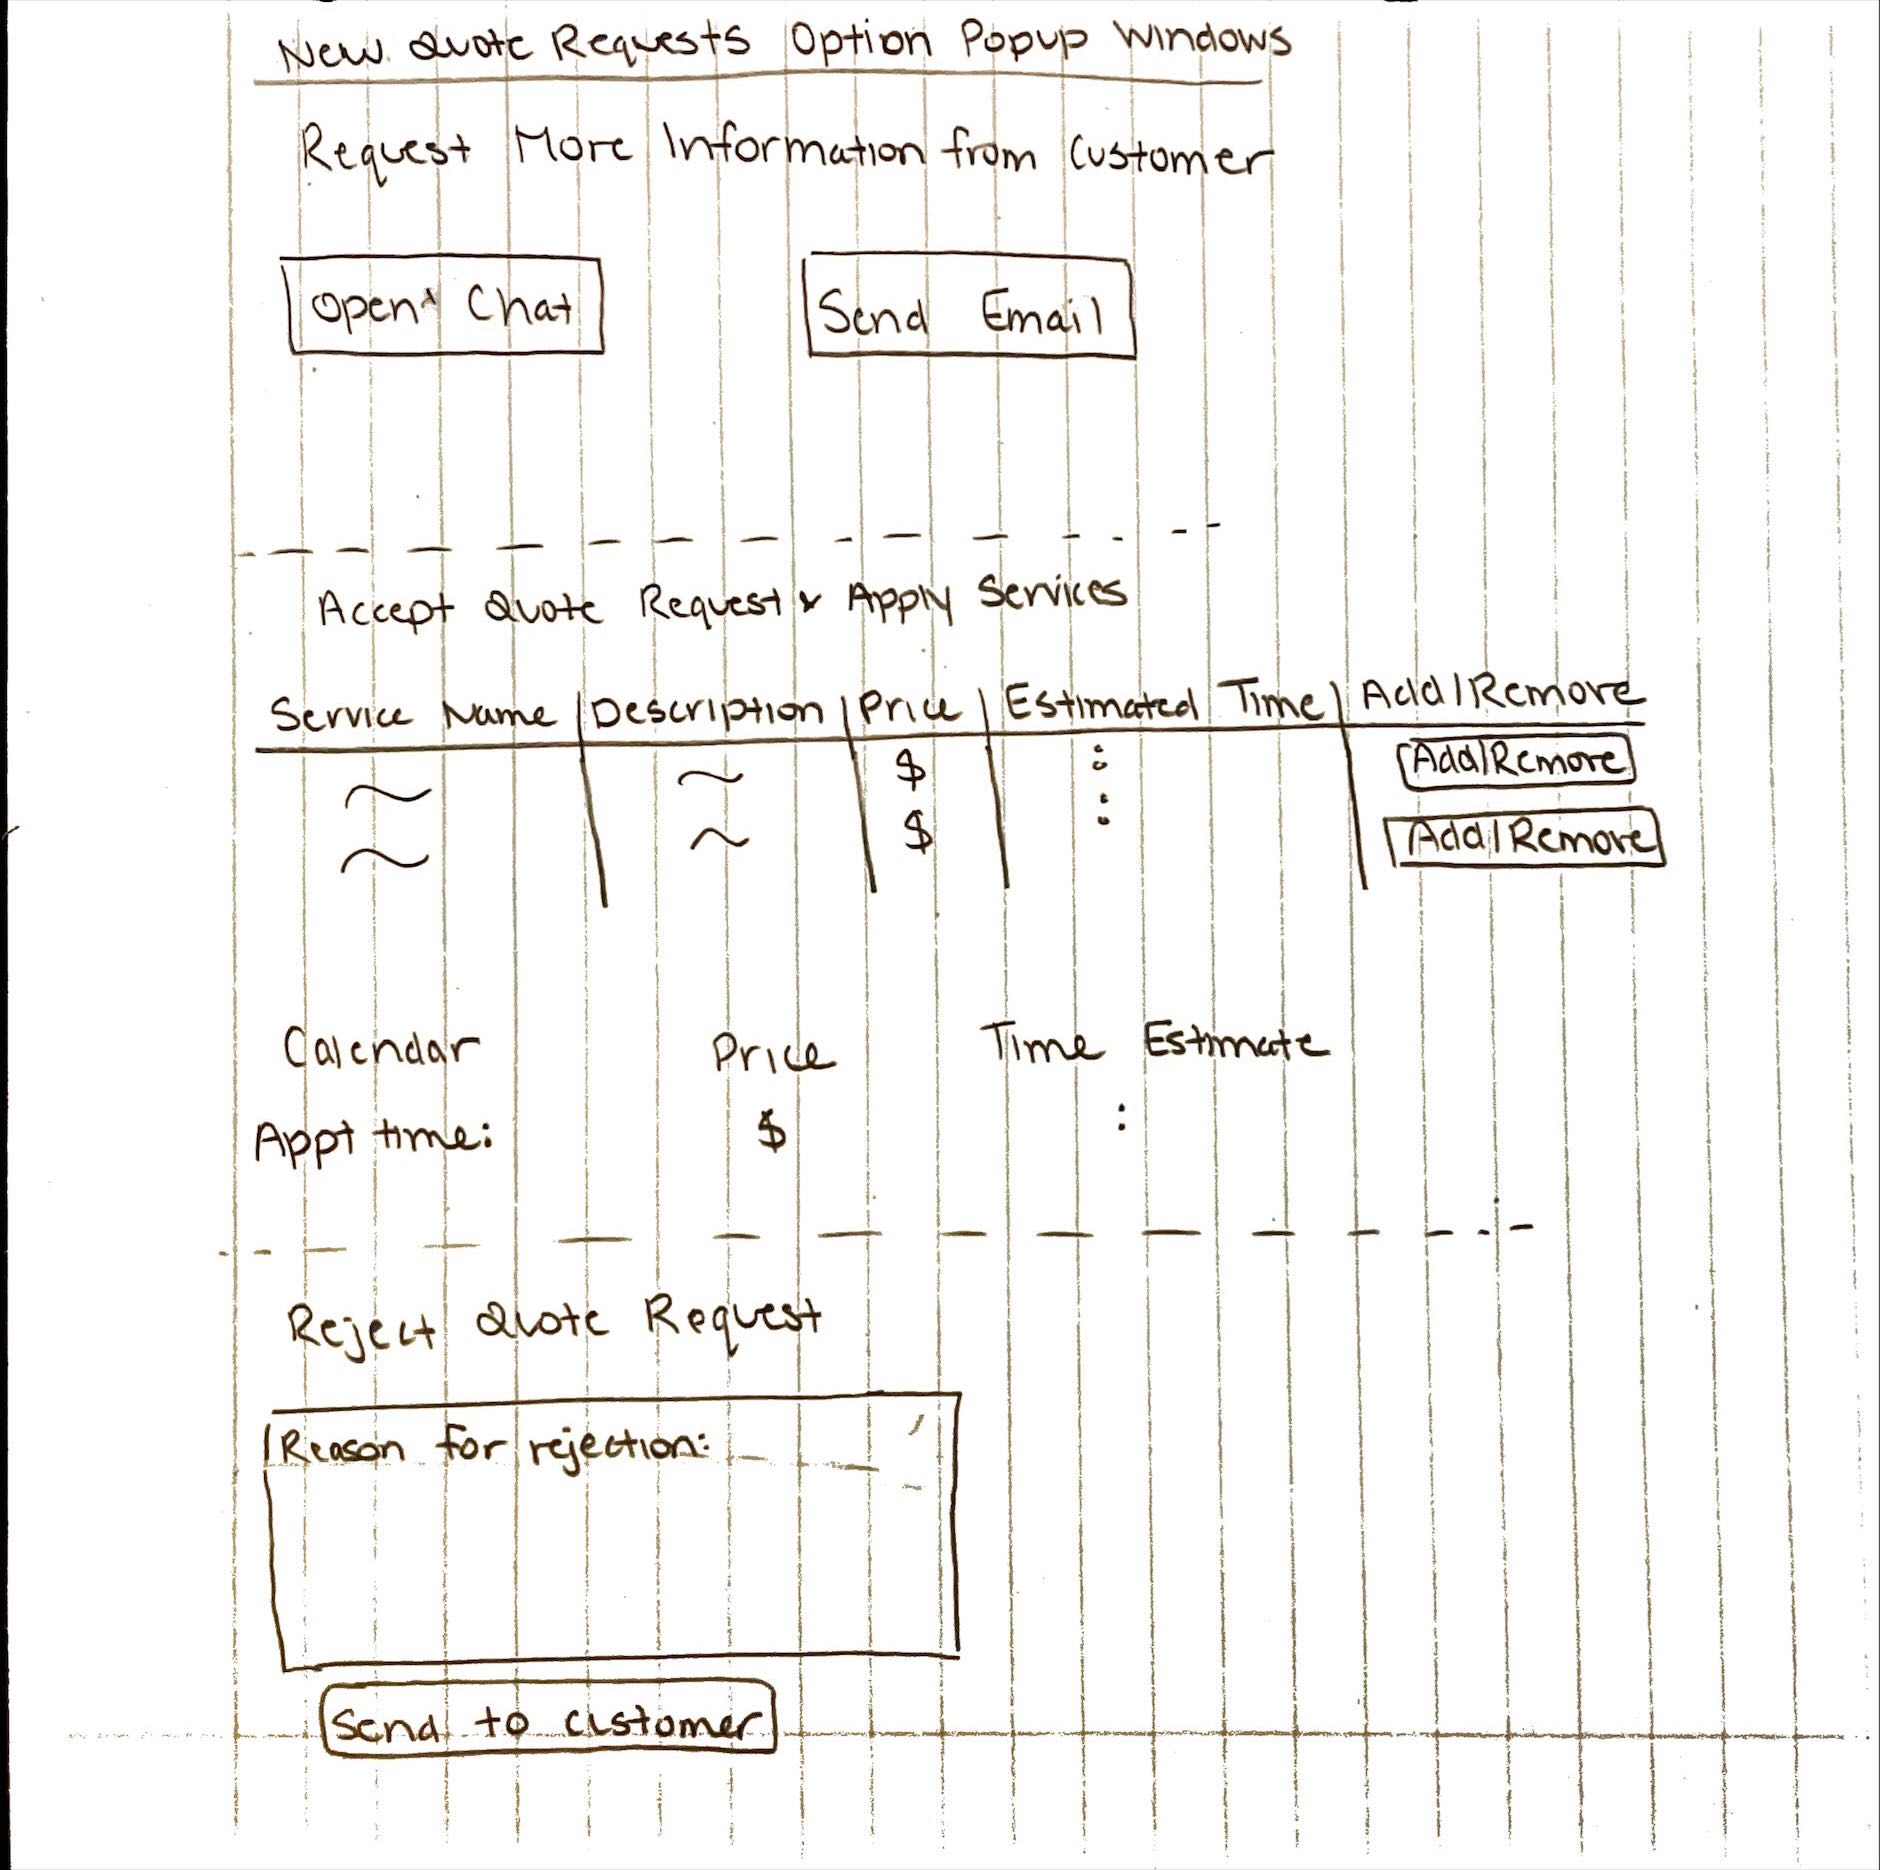 New Quote Requests Option Popup Windows
Request More Information from Customer
Open Chat
Send Email
Accept Quote Request & Apply Services
Service Name | Description | Price | Estimated Time | Add/Remove
~ ~ $ : Add/Remove
~ ~ $ : Add/Remove
Calendar Price Time Estimate
Appt time: $ :
Reject Quote Request
Reason for rejection:
Send to customer